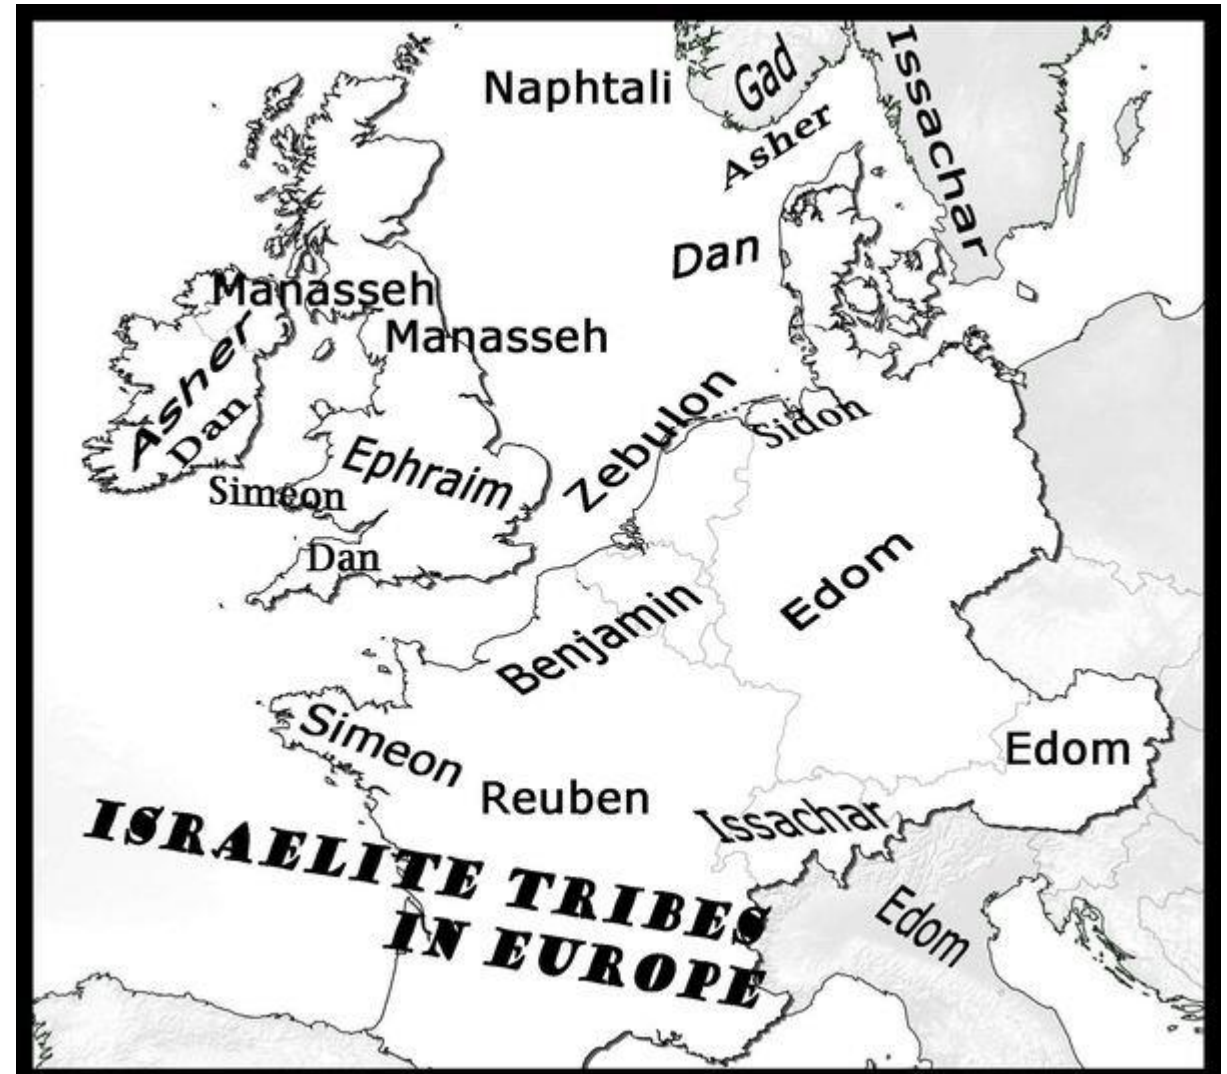 Naphtali
Gad
Issachar
Asher
Dan
Manasseh
Manasseh
Asher
Dan
Zebulon
Sidon
Ephraim
Simeon
Dan
Edom
Benjamin
Simeon
Reuben
Edom
Issachar
Edom
ISRAELITE TRIBES
IN EUROPE